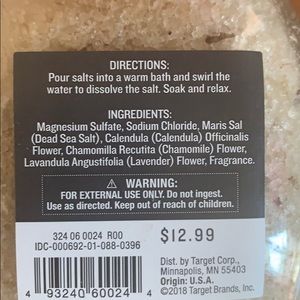 DIRECTIONS:
Pour salts into a warm bath and swirl the
water to dissolve the salt. Soak and relax.
INGREDIENTS:
Magnesium Sulfate, Sodium Chloride, Maris Sal
(Dead Sea Salt), Calendula (Calendula) Officinalis
Flower, Chamomilla Recutita (Chamomile) Flower,
Lavandula Angustifolia (Lavender) Flower, Fragrance.
⚠ WARNING:
FOR EXTERNAL USE ONLY. Do not ingest.
Use as directed. Keep out of reach of children.
324 06 0024 R00
IDC-000692-01-088-0396
$12.99
Dist. by Target Corp.,
Minneapolis, MN 55403
Origin: U.S.A.
©2018 Target Brands, Inc.
4 93240 60024 4